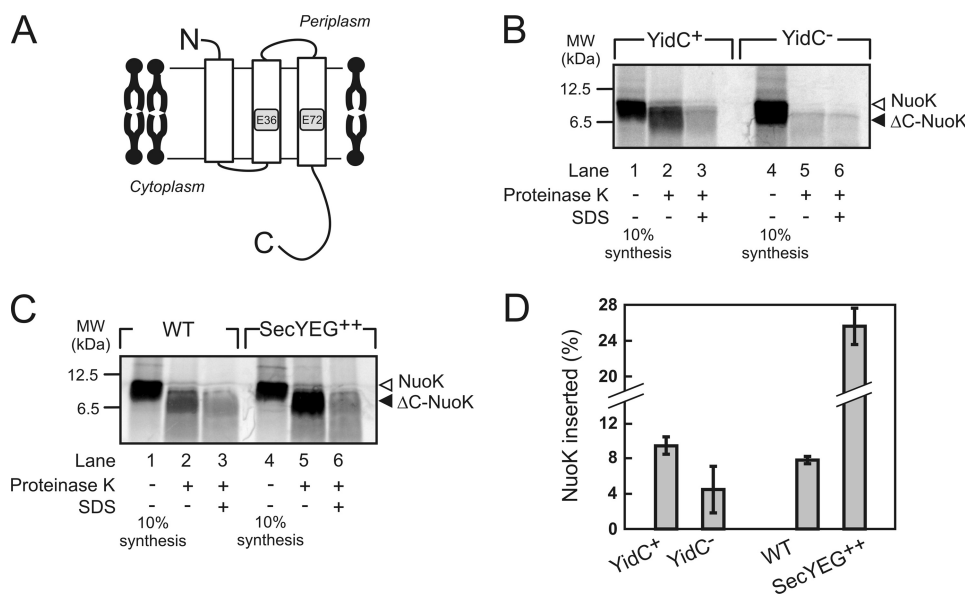 A
Periplasm
N
E36 E72
Cytoplasm
C
B
MW (kDa) YidC+ YidC-
12.5
NuoK
6.5
ΔC-NuoK
Lane 1 2 3 4 5 6
Proteinase K - + + - + +
SDS - - + - - +
10% synthesis 10% synthesis
C
MW (kDa) WT SecYEG++
12.5
NuoK
ΔC-NuoK
6.5
Lane 1 2 3 4 5 6
Proteinase K - + + - + +
SDS - - + - - +
10% synthesis 10% synthesis
D
NuoK inserted (%)
28
24
20
12
8
4
0
YidC+ YidC- WT SecYEG++